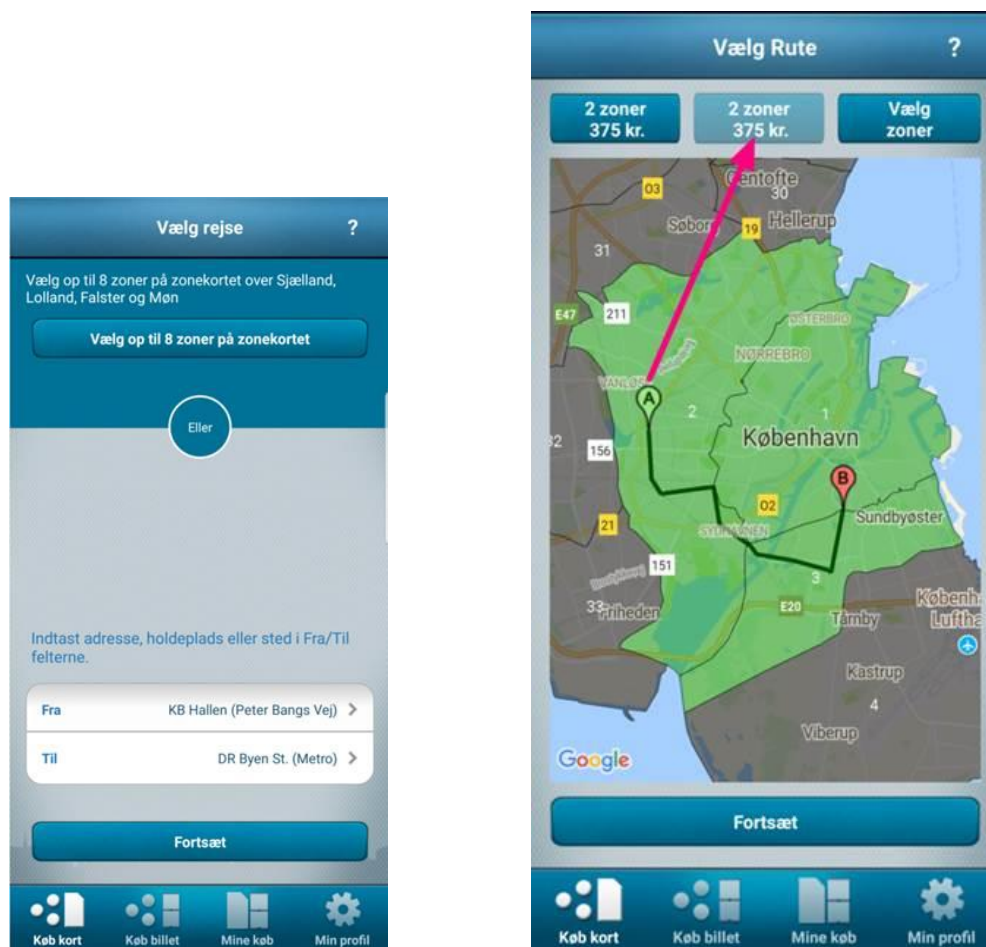 Vælg rejse
?
Vælg op til 8 zoner på zonekortet over Sjælland,
Lolland, Falster og Møn
Vælg op til 8 zoner på zonekortet
Eller
Indtast adresse, holdeplads eller sted i Fra/Til
felterne.
Fra
KB Hallen (Peter Bangs Vej)
Til
DR Byen St. (Metro)
Fortsæt
Køb kort
Køb billet
Mine køb
Min profil
Vælg Rute
?
2 zoner
375 kr.
2 zoner
375 kr.
Vælg
zoner
Gentofte
30
O3
Søborg
19
Hellerup
31
E47
211
ØSTERBRO
NØRREBRO
VANLØSE
A
2
1
32
156
København
B
O2
21
SYDHAVNEN
Sundbyøster
151
3
33
Friheden
E20
Tårnby
Kastrup
4
Viberup
Google
Fortsæt
Køb kort
Køb billet
Mine køb
Min profil